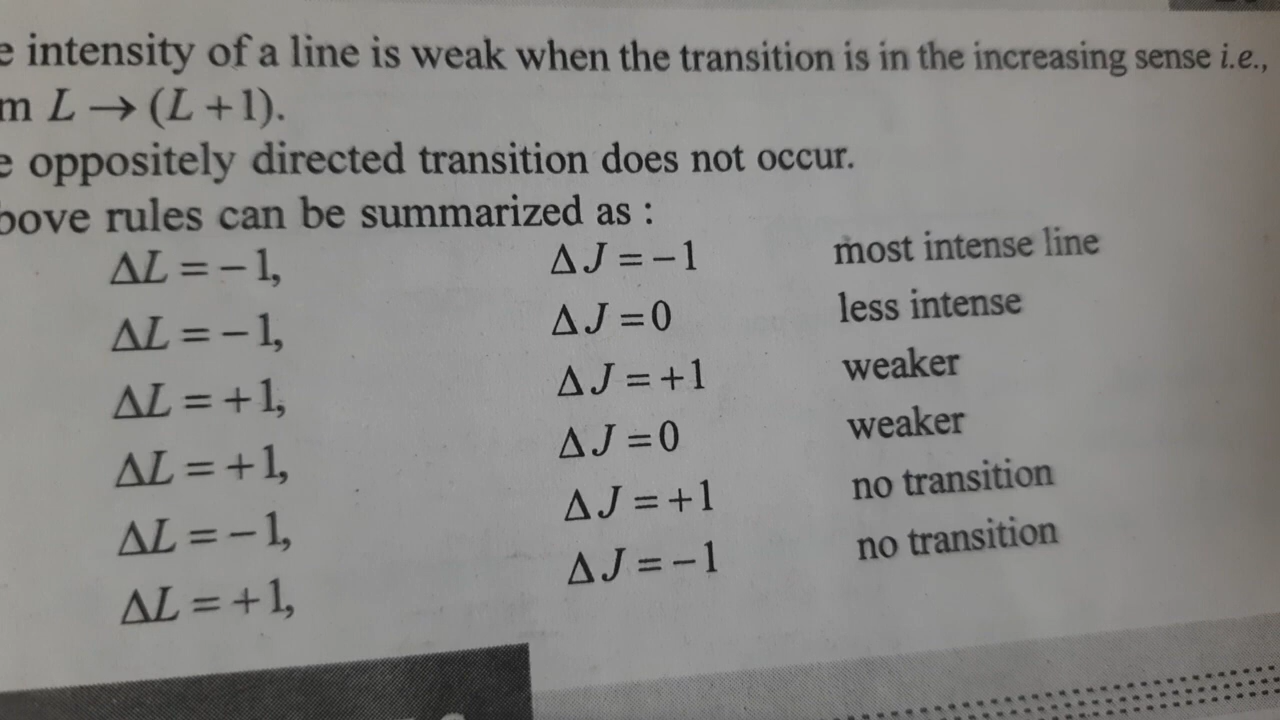 e intensity of a line is weak when the transition is in the increasing sense i.e.,
m L → (L + 1).
e oppositely directed transition does not occur.
bove rules can be summarized as :
ΔL = − 1, ΔJ = − 1 most intense line
ΔL = − 1, ΔJ = 0 less intense
ΔL = + 1, ΔJ = + 1 weaker
ΔL = + 1, ΔJ = 0 weaker
ΔL = − 1, ΔJ = + 1 no transition
ΔL = + 1, ΔJ = − 1 no transition